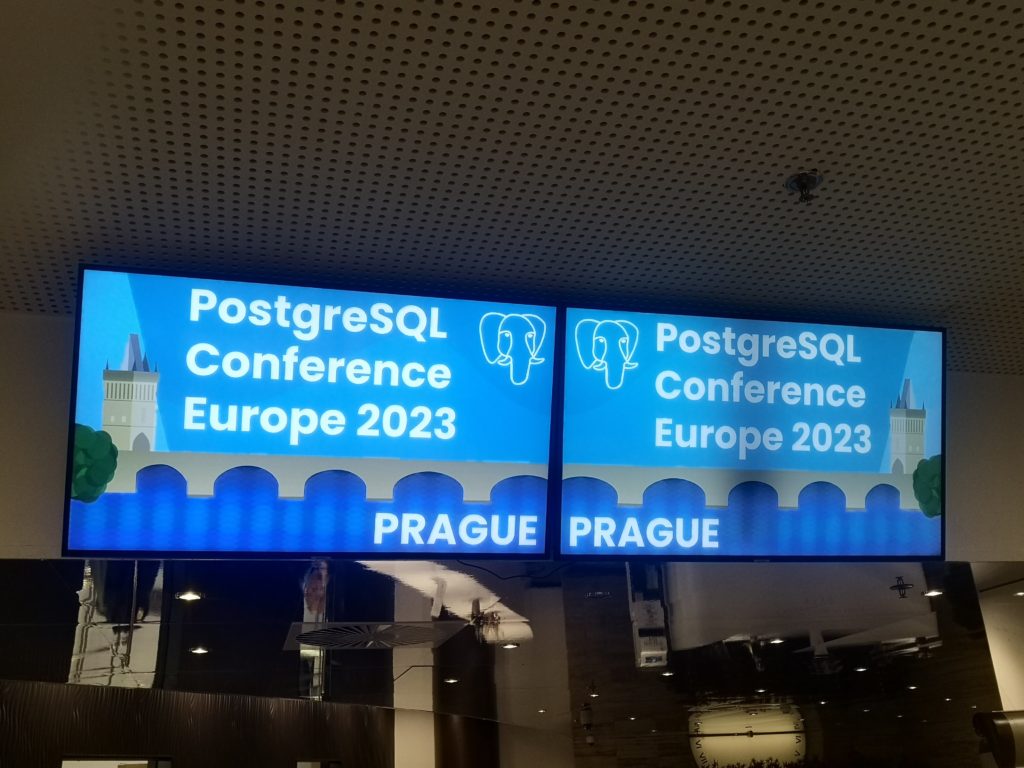 PostgreSQL
Conference
Europe 2023
PRAGUE
PostgreSQL
Conference
Europe 2023
PRAGUE